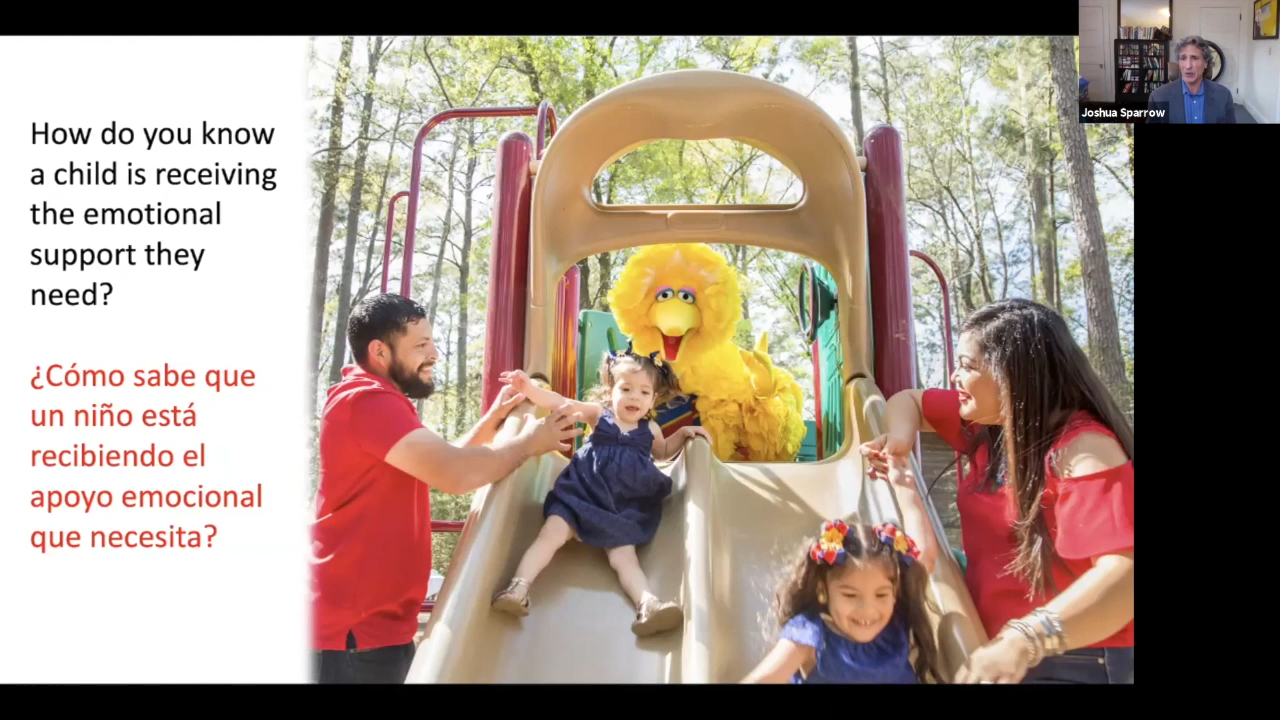 How do you know
a child is receiving
the emotional
support they
need?
¿Cómo sabe que
un niño está
recibiendo el
apoyo emocional
que necesita?
Joshua Sparrow